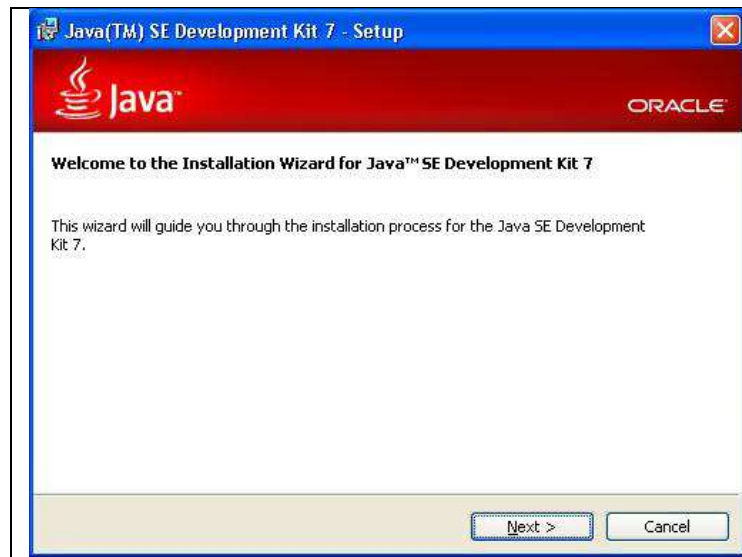 Java(TM) SE Development Kit 7 - Setup
Java™
ORACLE®
Welcome to the Installation Wizard for Java™ SE Development Kit 7
This wizard will guide you through the installation process for the Java SE Development
Kit 7.
Next >
Cancel